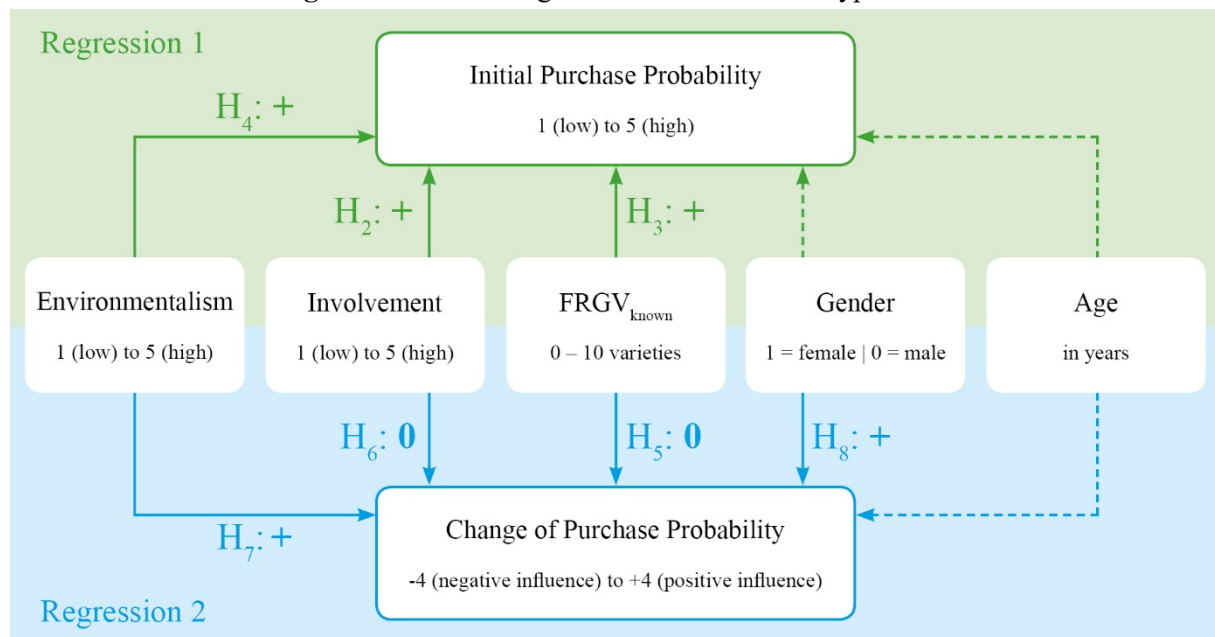 Regression 1
Initial Purchase Probability
1 (low) to 5 (high)
H4: +
H2: +
H3: +
Environmentalism
1 (low) to 5 (high)
Involvement
1 (low) to 5 (high)
FRGVknown
0 – 10 varieties
Gender
1 = female | 0 = male
Age
in years
H6: 0
H5: 0
H8: +
H7: +
Change of Purchase Probability
-4 (negative influence) to +4 (positive influence)
Regression 2